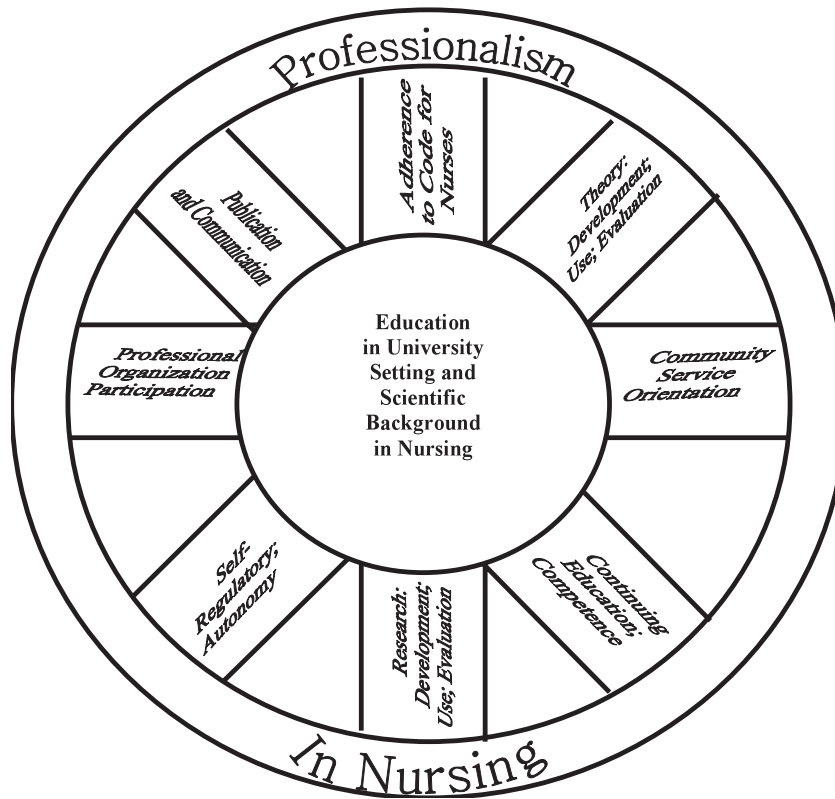 Professionalism
Adherence
to Code for
Nurses
Theory:
Development;
Use; Evaluation
Community
Service
Orientation
Continuing
Education;
Competence
Research:
Development;
Use; Evaluation
Self-
Regulatory;
Autonomy
Professional
Organization
Participation
Publication
and Communication
Education
in University
Setting and
Scientific
Background
in Nursing
In Nursing